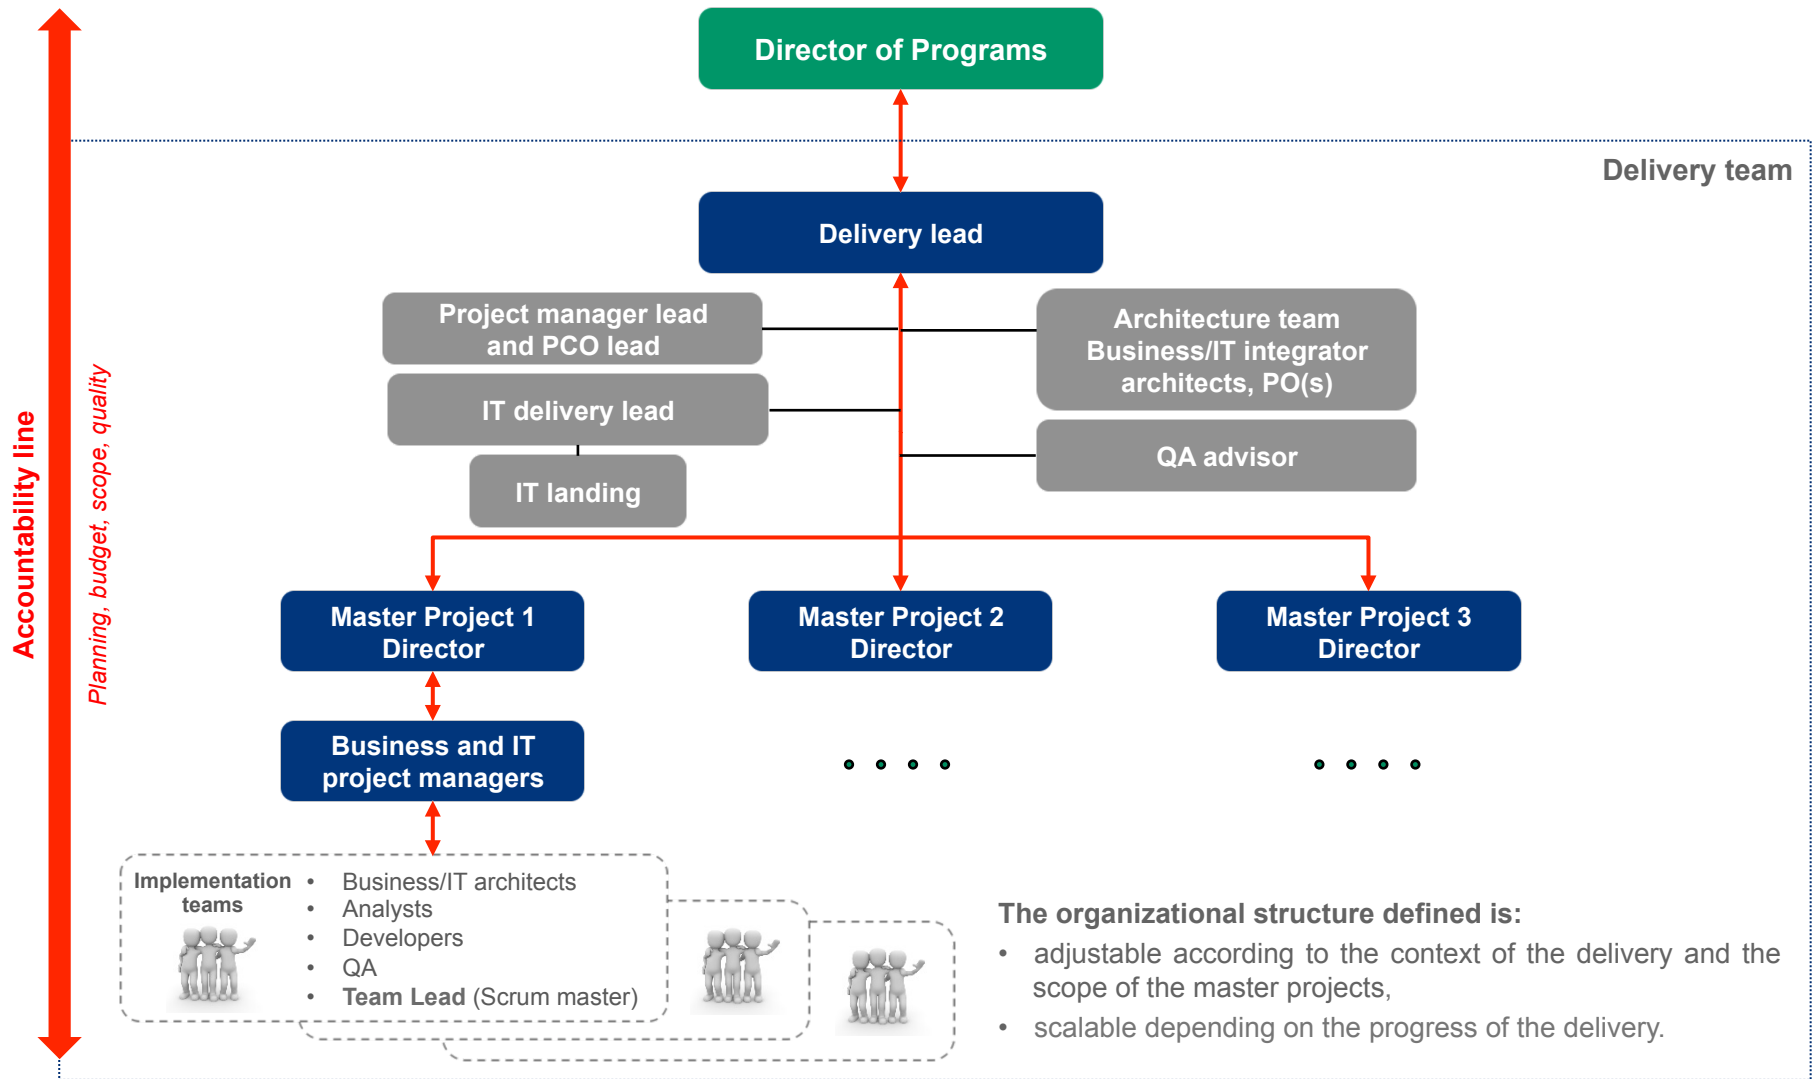 Director of Programs
Delivery team
Delivery lead
Project manager lead
and PCO lead
Architecture team
Business/IT integrator
architects, PO(s)
IT delivery lead
QA advisor
IT landing
Accountability line
Planning, budget, scope, quality
Master Project 1
Director
Master Project 2
Director
Master Project 3
Director
Business and IT
project managers
Implementation
teams
• Business/IT architects
• Analysts
• Developers
• QA
• Team Lead (Scrum master)
The organizational structure defined is:
• adjustable according to the context of the delivery and the
scope of the master projects,
• scalable depending on the progress of the delivery.